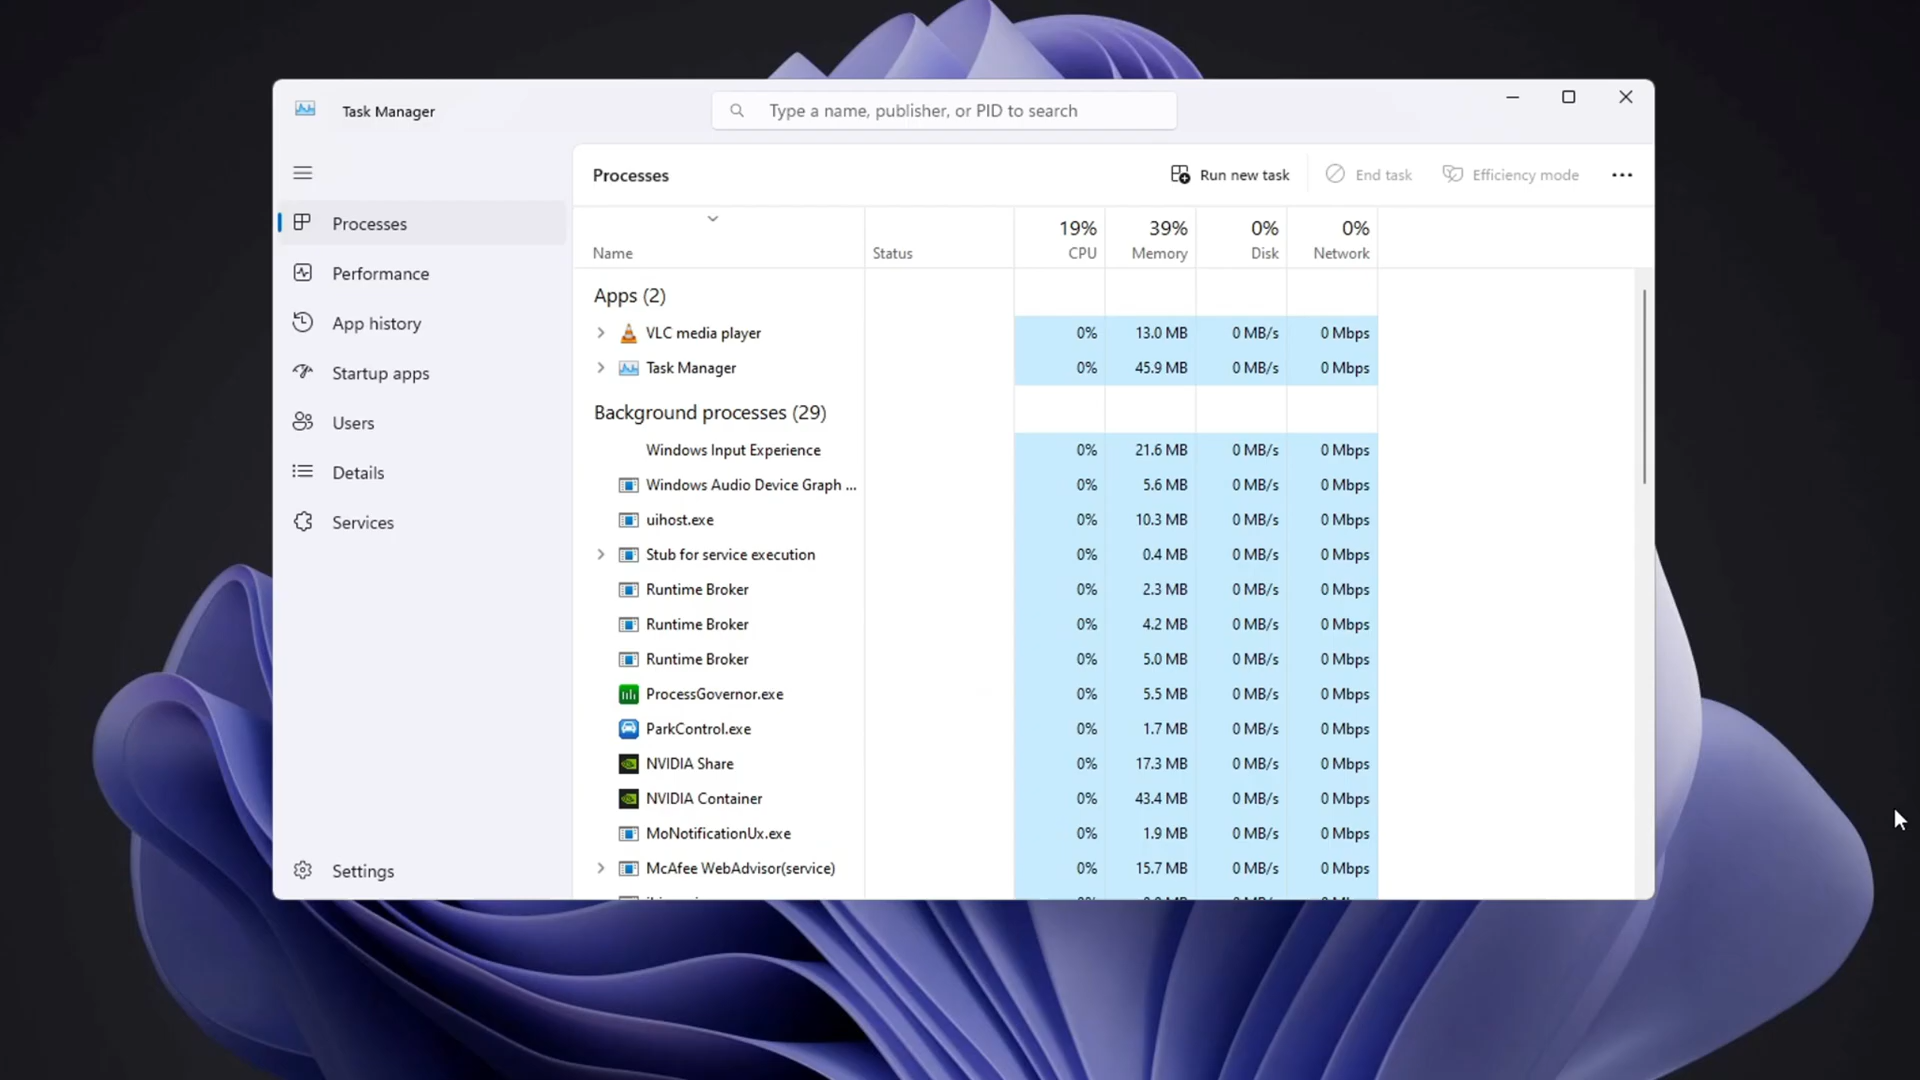 Task Manager
Type a name, publisher, or PID to search
Processes
Run new task
End task
Efficiency mode
Processes
Performance
App history
Startup apps
Users
Details
Services
Settings
19% 39% 0% 0%
Name Status CPU Memory Disk Network
Apps (2)
VLC media player 0% 13.0 MB 0 MB/s 0 Mbps
Task Manager 0% 45.9 MB 0 MB/s 0 Mbps
Background processes (29)
Windows Input Experience 0% 21.6 MB 0 MB/s 0 Mbps
Windows Audio Device Graph ... 0% 5.6 MB 0 MB/s 0 Mbps
uihost.exe 0% 10.3 MB 0 MB/s 0 Mbps
Stub for service execution 0% 0.4 MB 0 MB/s 0 Mbps
Runtime Broker 0% 2.3 MB 0 MB/s 0 Mbps
Runtime Broker 0% 4.2 MB 0 MB/s 0 Mbps
Runtime Broker 0% 5.0 MB 0 MB/s 0 Mbps
ProcessGovernor.exe 0% 5.5 MB 0 MB/s 0 Mbps
ParkControl.exe 0% 1.7 MB 0 MB/s 0 Mbps
NVIDIA Share 0% 17.3 MB 0 MB/s 0 Mbps
NVIDIA Container 0% 43.4 MB 0 MB/s 0 Mbps
MoNotificationUx.exe 0% 1.9 MB 0 MB/s 0 Mbps
McAfee WebAdvisor(service) 0% 15.7 MB 0 MB/s 0 Mbps